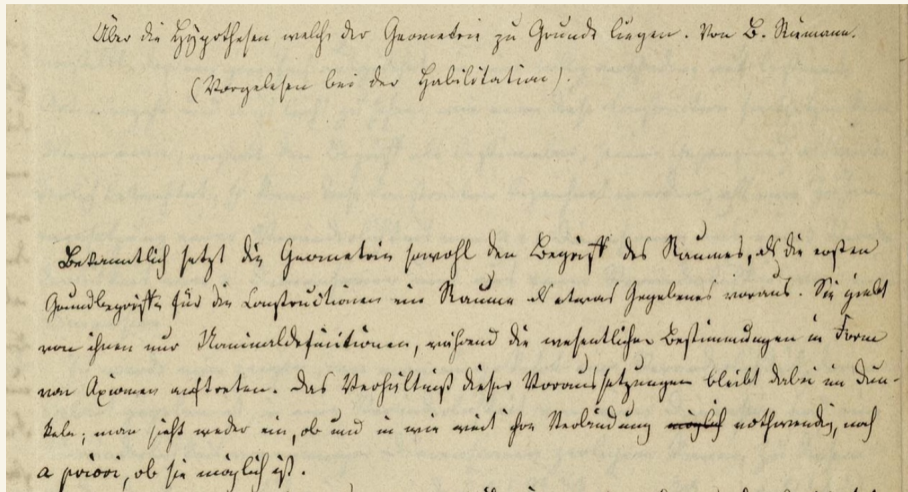 Über die Hypothesen welche der Geometrie zu Grunde liegen. Von B. Riemann.
(Vorgelesen bei der Habilitation).
Bekanntlich setzt die Geometrie sowohl den Begriff des Raumes, als die ersten
Grundbegriffe für die Constructionen im Raume als etwas Gegebenes voraus. Sie giebt
von ihnen nur Nominaldefinitionen, während die wesentlichen Bestimmungen in Form
von Axiomen auftreten. Das Verhältniß dieser Voraussetzungen bleibt dabei im Dun-
keln; man sieht weder ein, ob und in wie weit ihre Verbindung möglich nothwendig, noch
a priori, ob sie möglich ist.